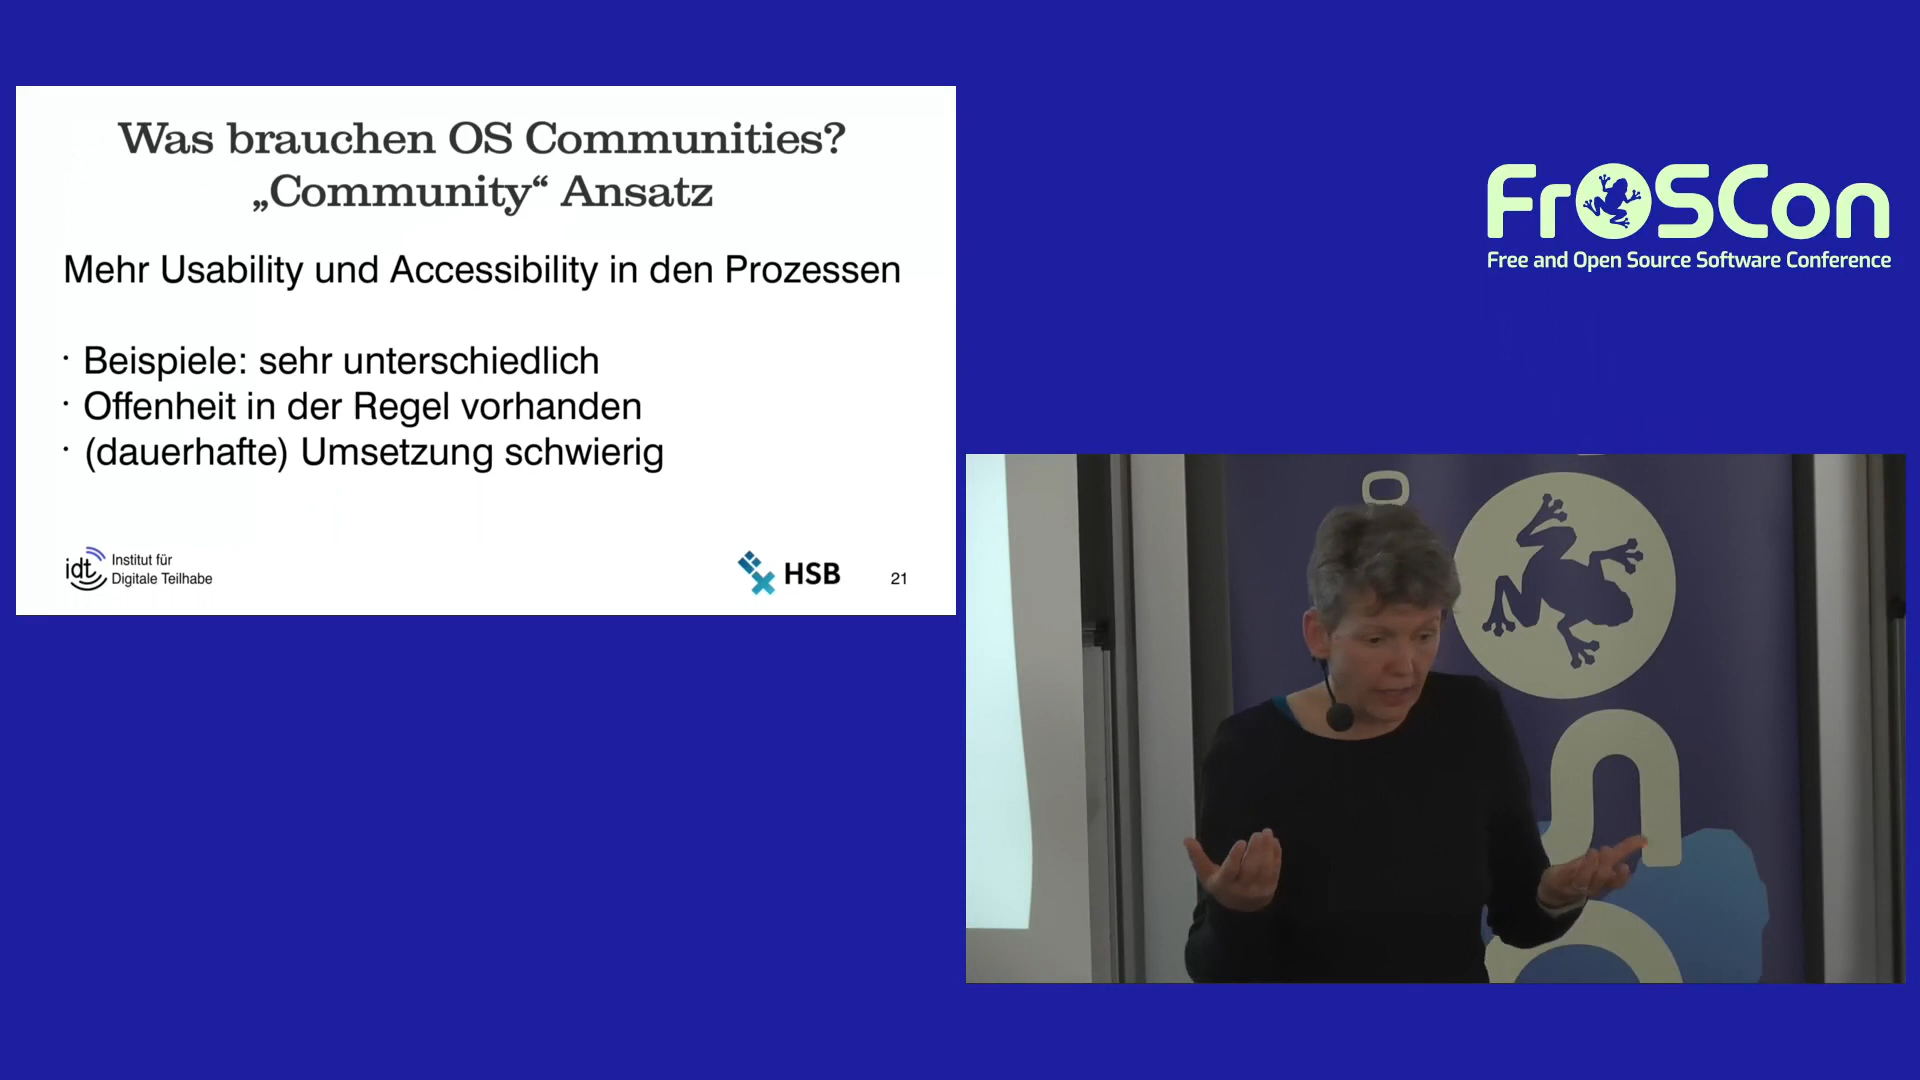 Was brauchen OS Communities?
„Community“ Ansatz
Mehr Usability und Accessibility in den Prozessen
· Beispiele: sehr unterschiedlich
· Offenheit in der Regel vorhanden
· (dauerhafte) Umsetzung schwierig
idt Institut für
Digitale Teilhabe
HSB
21
FrOSCon
Free and Open Source Software Conference